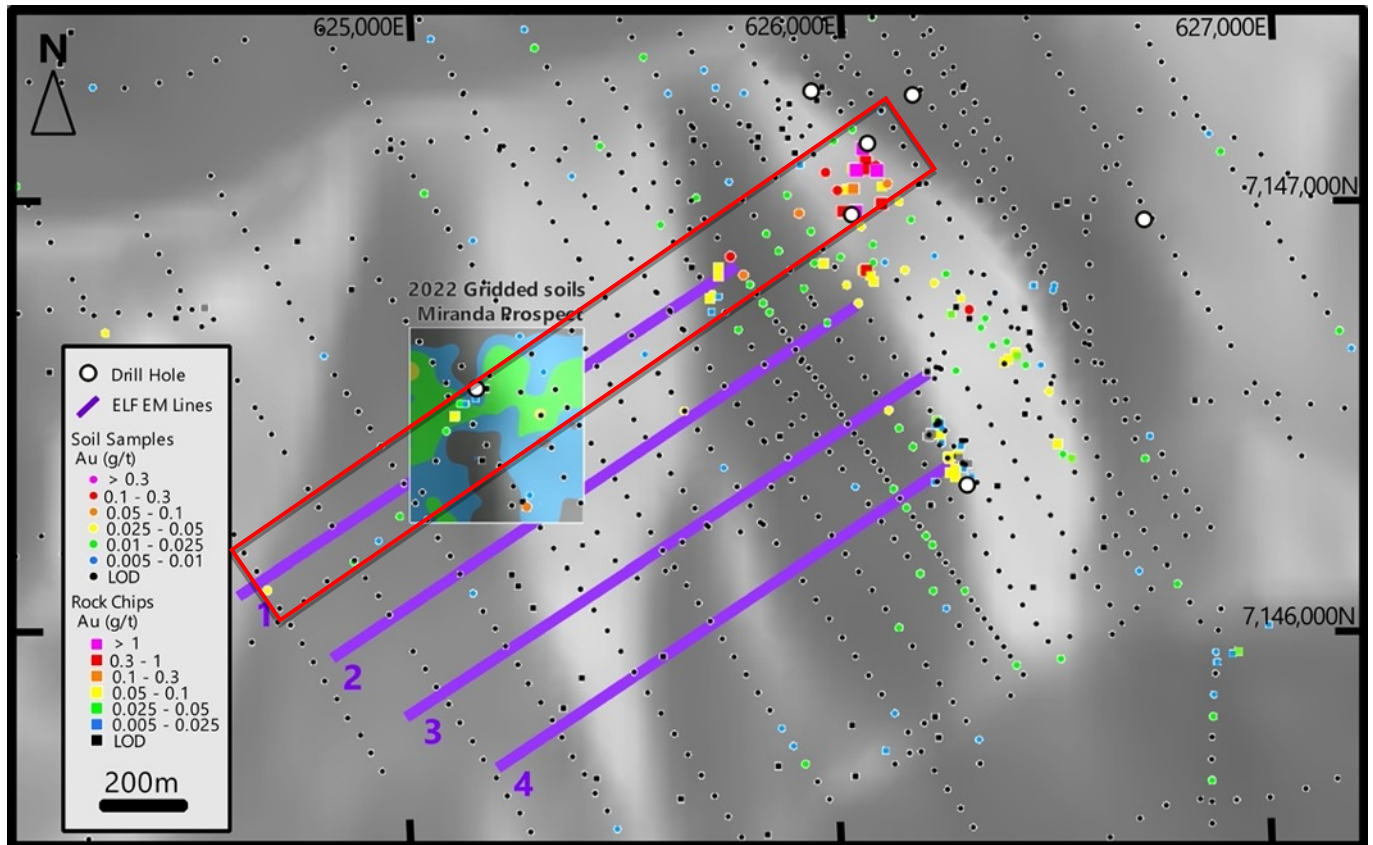 N
625,000E
626,000E
627,000E
7,147,000N
2022 Gridded soils
Miranda Prospect
Drill Hole
ELF EM Lines
Soil Samples
Au (g/t)
> 0.3
0.1 - 0.3
0.05 - 0.1
0.025 - 0.05
0.01 - 0.025
0.005 - 0.01
LOD
Rock Chips
Au (g/t)
> 1
0.3 - 1
0.1 - 0.3
0.05 - 0.1
0.025 - 0.05
0.005 - 0.025
LOD
200m
7,146,000N
1
2
3
4